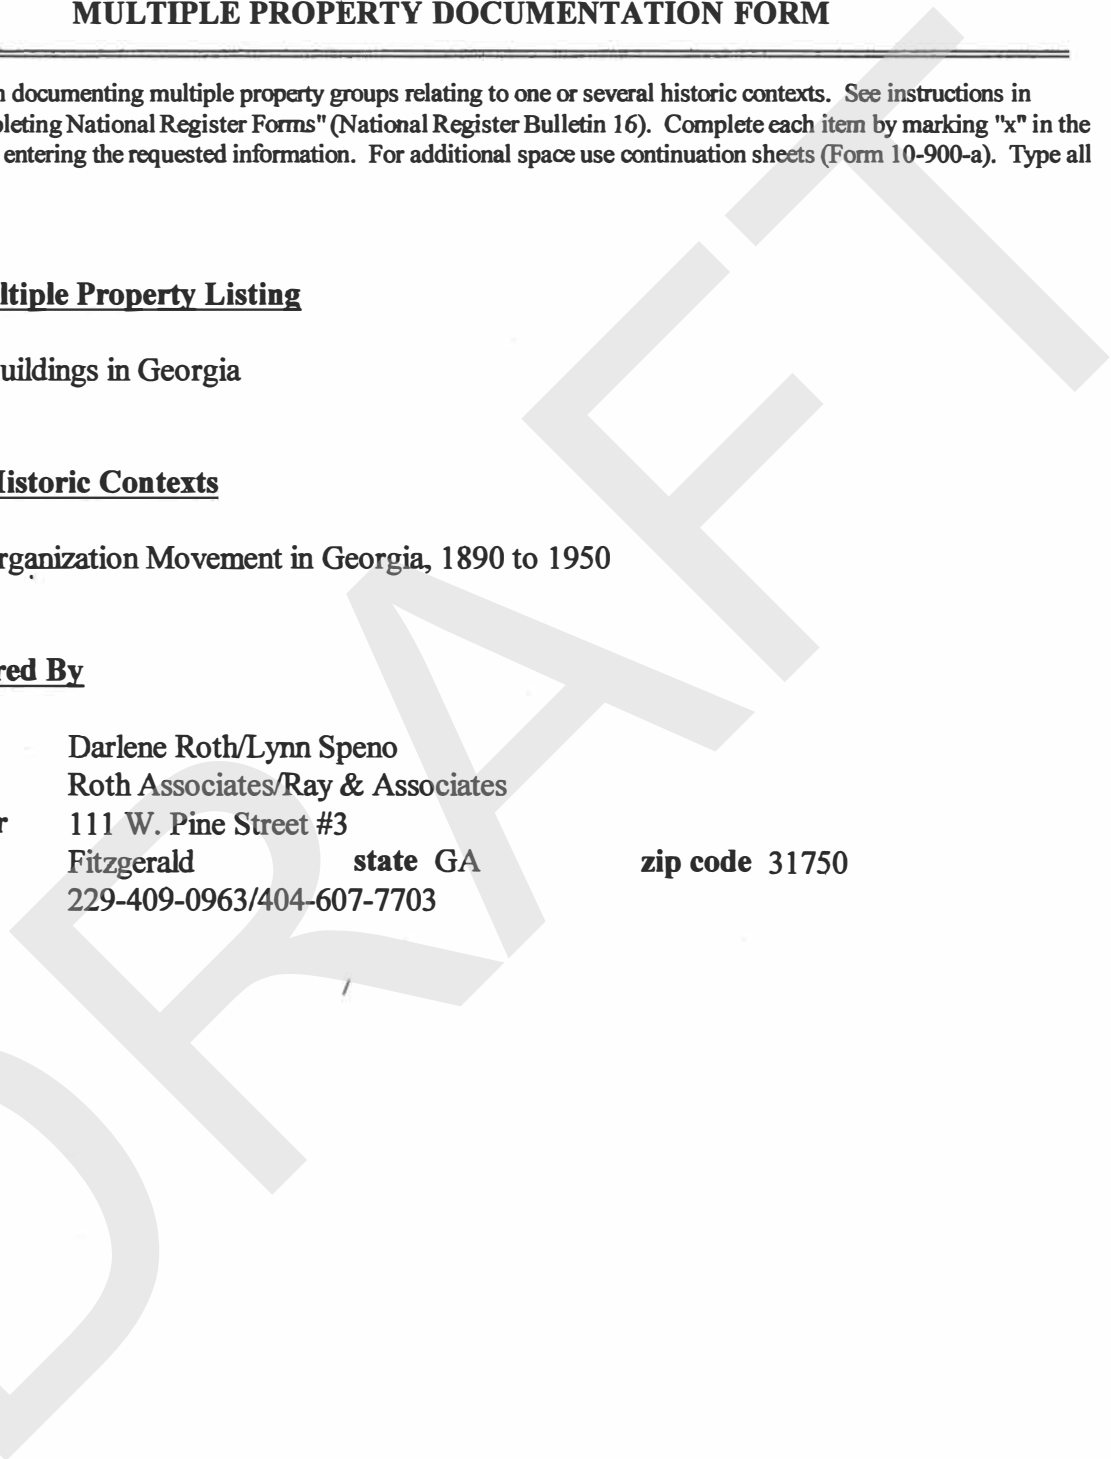 MULTIPLE PROPERTY DOCUMENTATION FORM
documenting multiple property groups relating to one or several historic contexts. See instructions in
pleting National Register Forms" (National Register Bulletin 16). Complete each item by marking "x" in the
entering the requested information. For additional space use continuation sheets (Form 10-900-a). Type all
ltiple Property Listing
uildings in Georgia
Historic Contexts
rganization Movement in Georgia, 1890 to 1950
red By
Darlene Roth/Lynn Speno
Roth Associates/Ray & Associates
r 111 W. Pine Street #3
Fitzgerald state GA zip code 31750
229-409-0963/404-607-7703
DRAFT